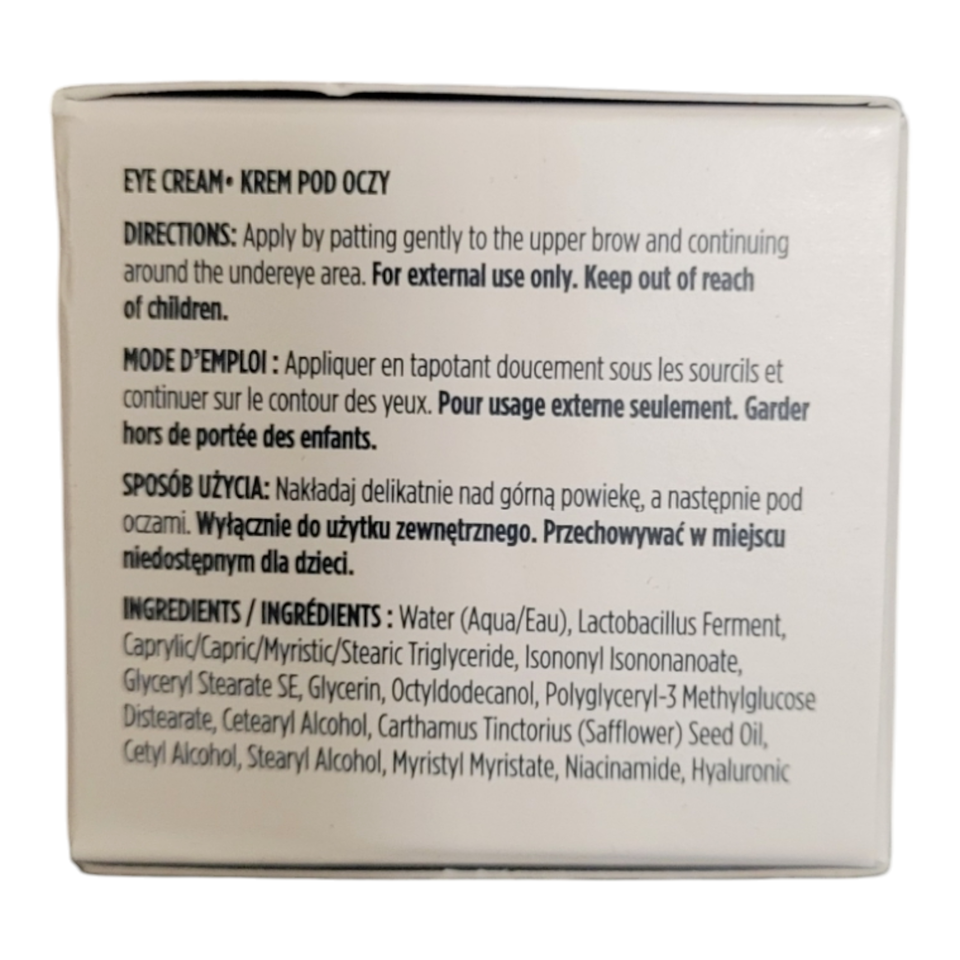 EYE CREAM• KREM POD OCZY
DIRECTIONS: Apply by patting gently to the upper brow and continuing
around the undereye area. For external use only. Keep out of reach
of children.
MODE D'EMPLOI : Appliquer en tapotant doucement sous les sourcils et
continuer sur le contour des yeux. Pour usage externe seulement. Garder
hors de portée des enfants.
SPOSÓB UŻYCIA: Nakładaj delikatnie nad górną powiekę, a następnie pod
oczami. Wyłącznie do użytku zewnętrznego. Przechowywać w miejscu
niedostępnym dla dzieci.
INGREDIENTS / INGRÉDIENTS : Water (Aqua/Eau), Lactobacillus Ferment,
Caprylic/Capric/Myristic/Stearic Triglyceride, Isononyl Isononanoate,
Glyceryl Stearate SE, Glycerin, Octyldodecanol, Polyglyceryl-3 Methylglucose
Distearate, Cetearyl Alcohol, Carthamus Tinctorius (Safflower) Seed Oil,
Cetyl Alcohol, Stearyl Alcohol, Myristyl Myristate, Niacinamide, Hyaluronic